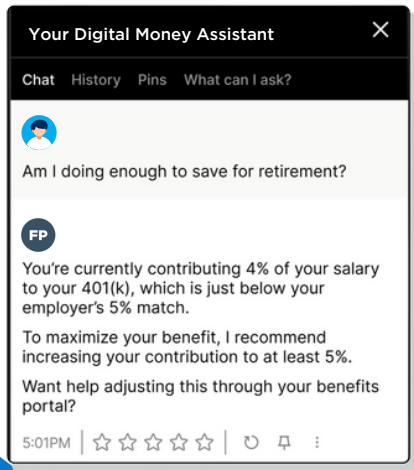 Your Digital Money Assistant
Chat History Pins What can I ask?
Am I doing enough to save for retirement?
FP
You’re currently contributing 4% of your salary
to your 401(k), which is just below your
employer’s 5% match.
To maximize your benefit, I recommend
increasing your contribution to at least 5%.
Want help adjusting this through your benefits
portal?
5:01PM